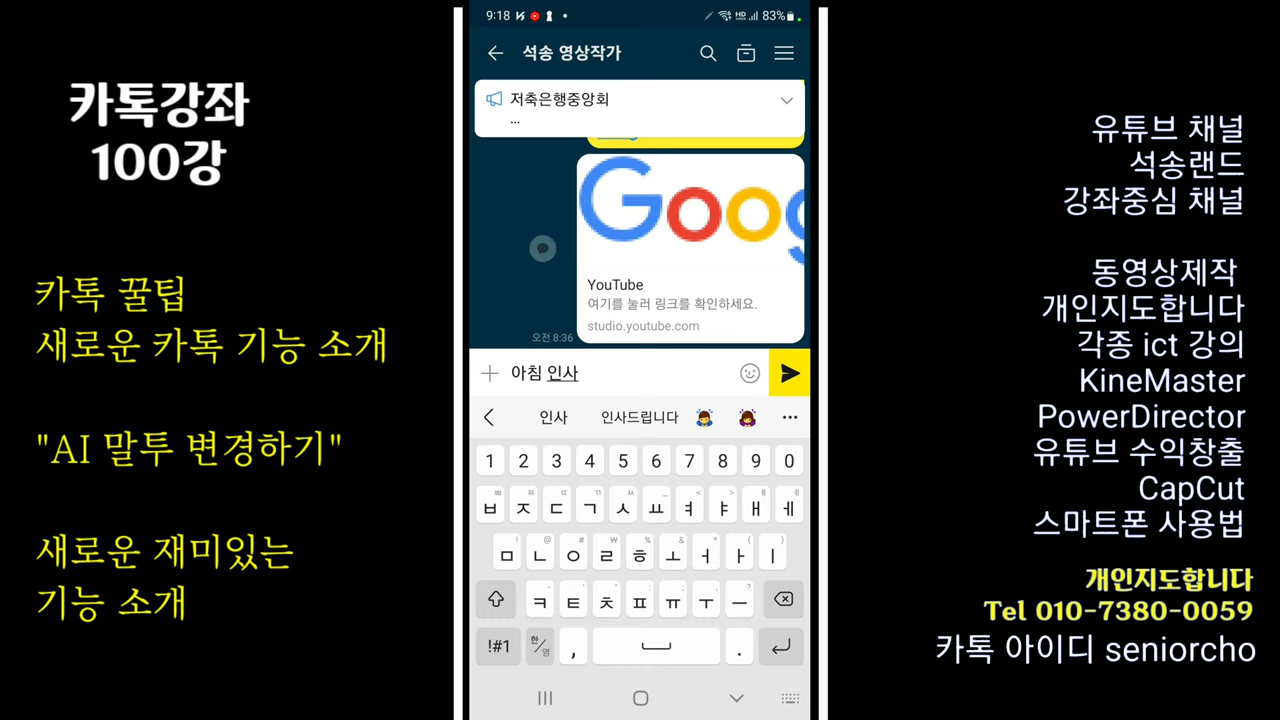 카톡강좌
100강
카톡 꿀팁
새로운 카톡 기능 소개
"AI 말투 변경하기"
새로운 재미있는
기능 소개
9:18
HD
83%
석송 영상작가
저축은행중앙회
...
Goog
YouTube
여기를 눌러 링크를 확인하세요.
studio.youtube.com
오전 8:36
아침 인사
인사 인사드립니다
1 2 3 4 5 6 7 8 9 0
ㅂ ㅈ ㄷ ㄱ ㅅ ㅛ ㅕ ㅑ ㅐ ㅔ
ㅁ ㄴ ㅇ ㄹ ㅎ ㅗ ㅓ ㅏ ㅣ
ㅋ ㅌ ㅊ ㅍ ㅠ ㅜ ㅡ
!#1 한/영 , .
유튜브 채널
석송랜드
강좌중심 채널
동영상제작
개인지도합니다
각종 ict 강의
KineMaster
PowerDirector
유튜브 수익창출
CapCut
스마트폰 사용법
개인지도합니다
Tel 010-7380-0059
카톡 아이디 seniorcho